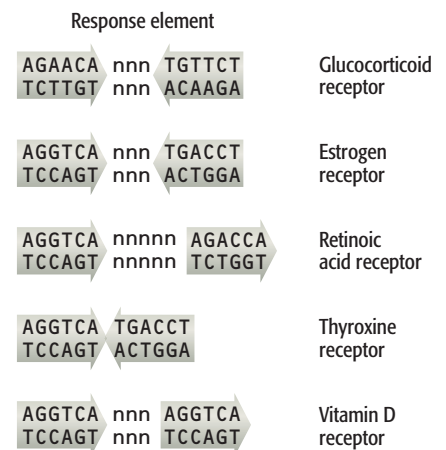 Response element
AGAACA nnn TGTTCT
TCTTGT nnn ACAAGA
Glucocorticoid
receptor
AGGTCA nnn TGACCT
TCCAGT nnn ACTGGA
Estrogen
receptor
AGGTCA nnnnn AGACCA
TCCAGT nnnnn TCTGGT
Retinoic
acid receptor
AGGTCA TGACCT
TCCAGT ACTGGA
Thyroxine
receptor
AGGTCA nnn AGGTCA
TCCAGT nnn TCCAGT
Vitamin D
receptor